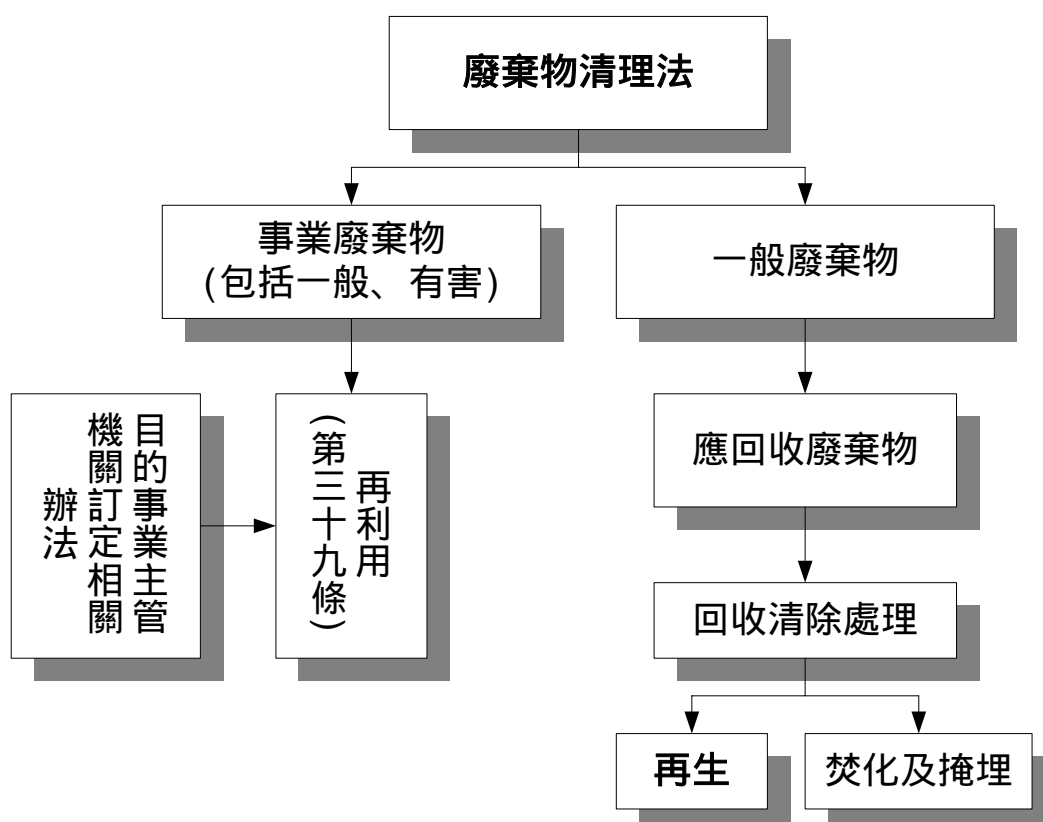 廢棄物清理法
事業廢棄物
(包括一般、有害)
一般廢棄物
目的事業主管
機關訂定相關
辦法
再利用
(第三十九條)
應回收廢棄物
回收清除處理
再生
焚化及掩埋